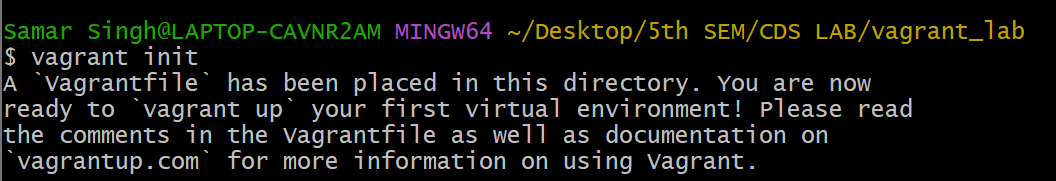 Samar Singh@LAPTOP-CAVNR2AM MINGW64 ~/Desktop/5th SEM/CDS LAB/vagrant_lab
$ vagrant init
A `Vagrantfile` has been placed in this directory. You are now
ready to `vagrant up` your first virtual environment! Please read
the comments in the Vagrantfile as well as documentation on
`vagrantup.com` for more information on using Vagrant.